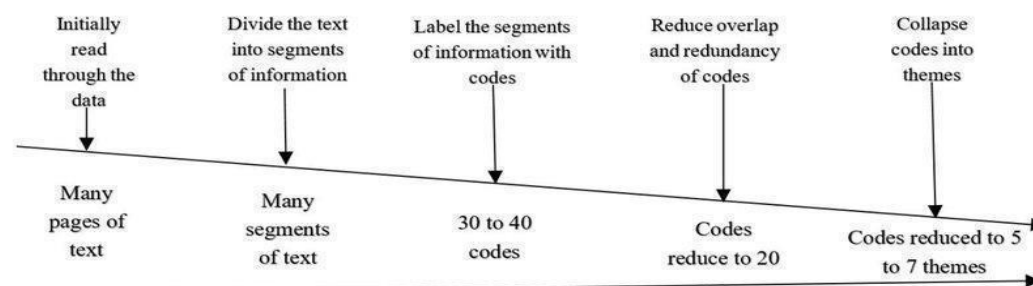 Initially
read
through the
data
Divide the text
into segments
of information
Label the segments
of information with
codes
Reduce overlap
and redundancy
of codes
Collapse
codes into
themes
Many
pages of
text
Many
segments
of text
30 to 40
codes
Codes
reduce to 20
Codes reduced to 5
to 7 themes